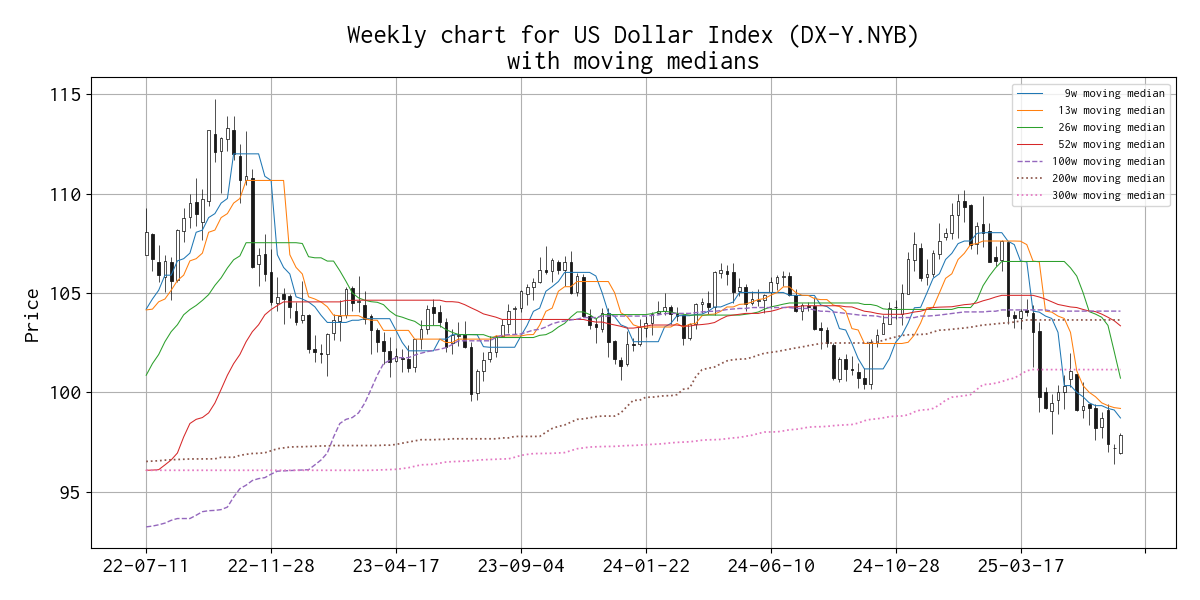 Weekly chart for US Dollar Index (DX-Y.NYB)
with moving medians
9w moving median
13w moving median
26w moving median
52w moving median
100w moving median
200w moving median
300w moving median
Price
115
110
105
100
95
22-07-11
22-11-28
23-04-17
23-09-04
24-01-22
24-06-10
24-10-28
25-03-17